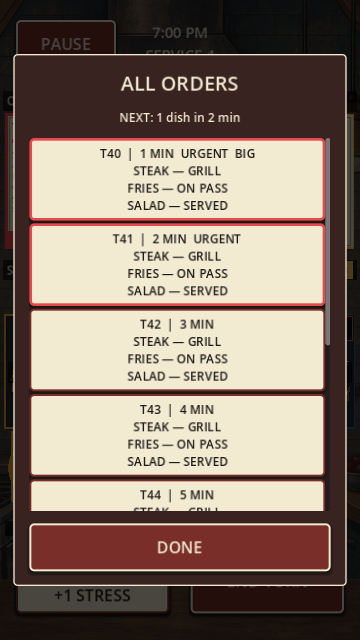 PAUSE
7:00 PM
ALL ORDERS
NEXT: 1 dish in 2 min
T40 | 1 MIN URGENT BIG
STEAK — GRILL
FRIES — ON PASS
SALAD — SERVED
T41 | 2 MIN URGENT
STEAK — GRILL
FRIES — ON PASS
SALAD — SERVED
T42 | 3 MIN
STEAK — GRILL
FRIES — ON PASS
SALAD — SERVED
T43 | 4 MIN
STEAK — GRILL
FRIES — ON PASS
SALAD — SERVED
T44 | 5 MIN
STEAK — GRILL
DONE
+1 STRESS